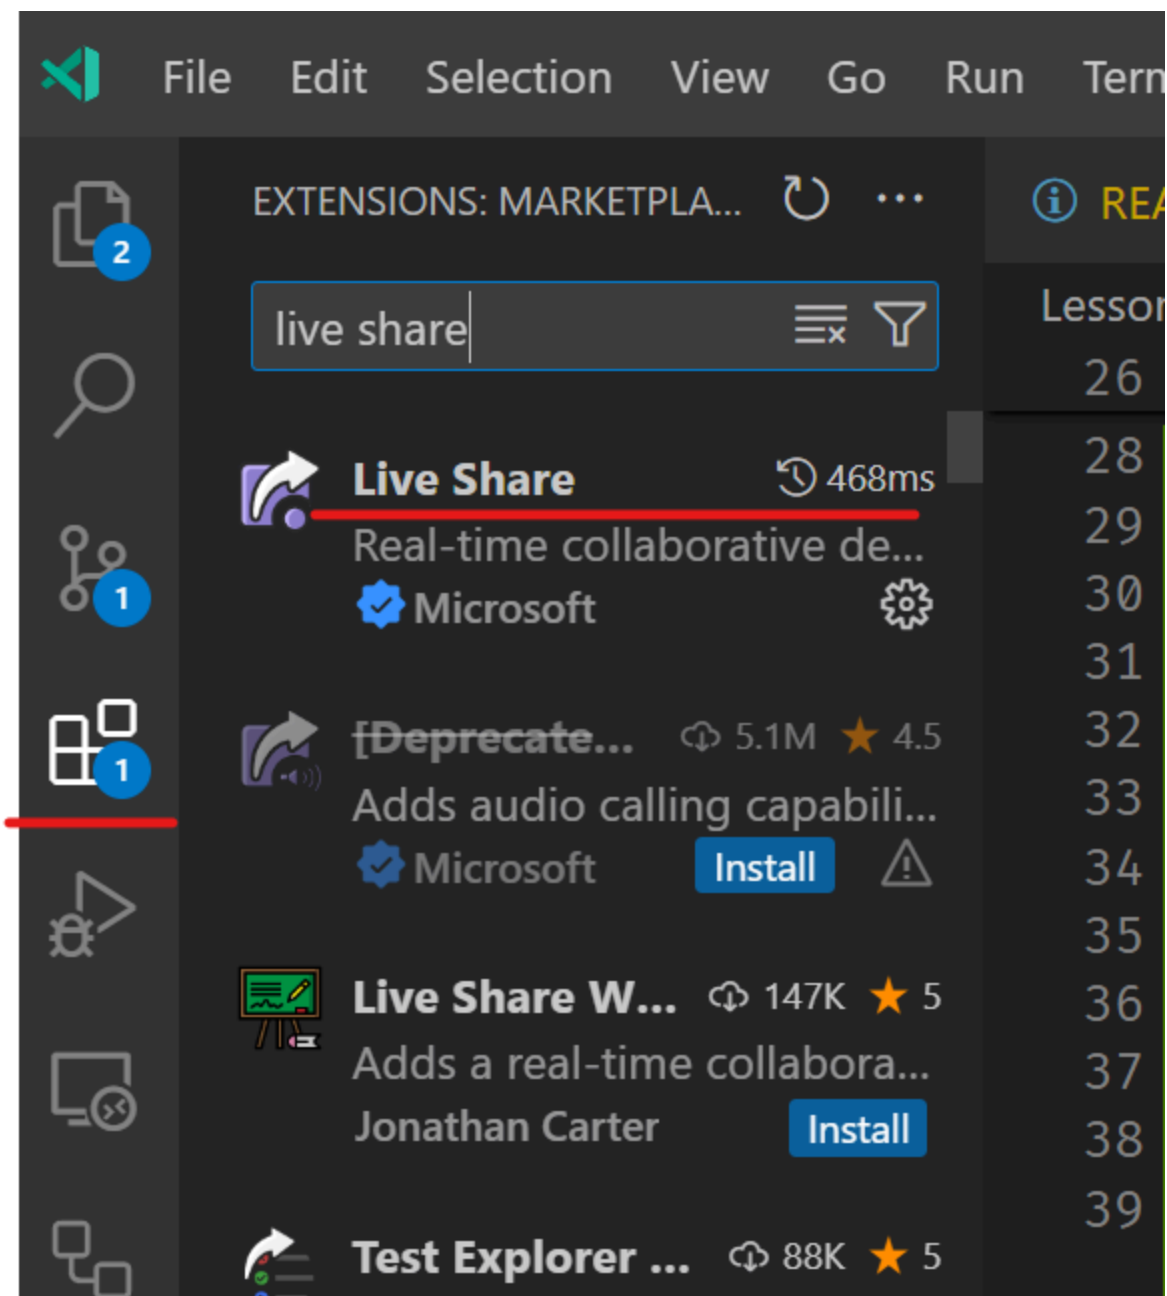 File Edit Selection View Go Run Term
EXTENSIONS: MARKETPLA...
live share
Live Share 468ms
Real-time collaborative de...
Microsoft
[Deprecate... 5.1M 4.5
Adds audio calling capabili...
Microsoft Install
Live Share W... 147K 5
Adds a real-time collabora...
Jonathan Carter Install
Test Explorer ... 88K 5
2
1
1
REA
Lesson
26
28
29
30
31
32
33
34
35
36
37
38
39